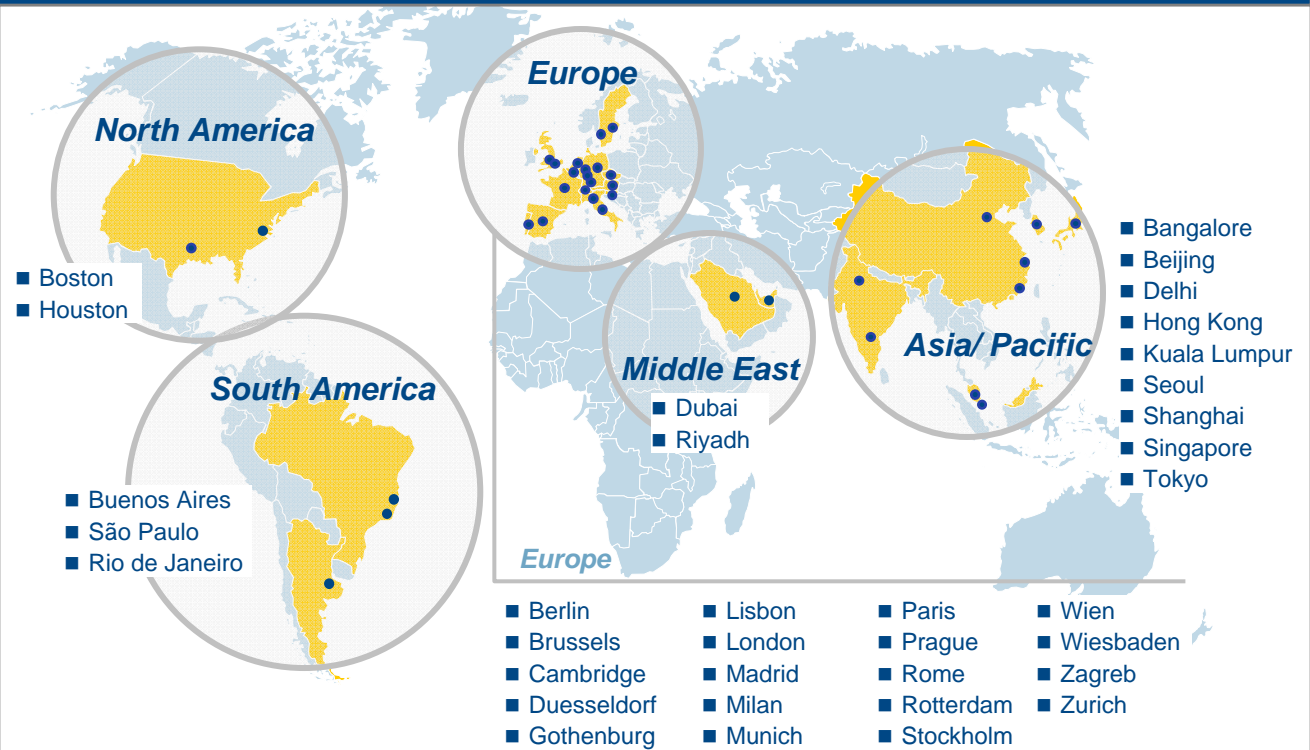 North America
■ Boston
■ Houston
South America
■ Buenos Aires
■ São Paulo
■ Rio de Janeiro
Europe
Middle East
■ Dubai
■ Riyadh
Asia/ Pacific
■ Bangalore
■ Beijing
■ Delhi
■ Hong Kong
■ Kuala Lumpur
■ Seoul
■ Shanghai
■ Singapore
■ Tokyo
Europe
■ Berlin
■ Brussels
■ Cambridge
■ Duesseldorf
■ Gothenburg
■ Lisbon
■ London
■ Madrid
■ Milan
■ Munich
■ Paris
■ Prague
■ Rome
■ Rotterdam
■ Stockholm
■ Wien
■ Wiesbaden
■ Zagreb
■ Zurich